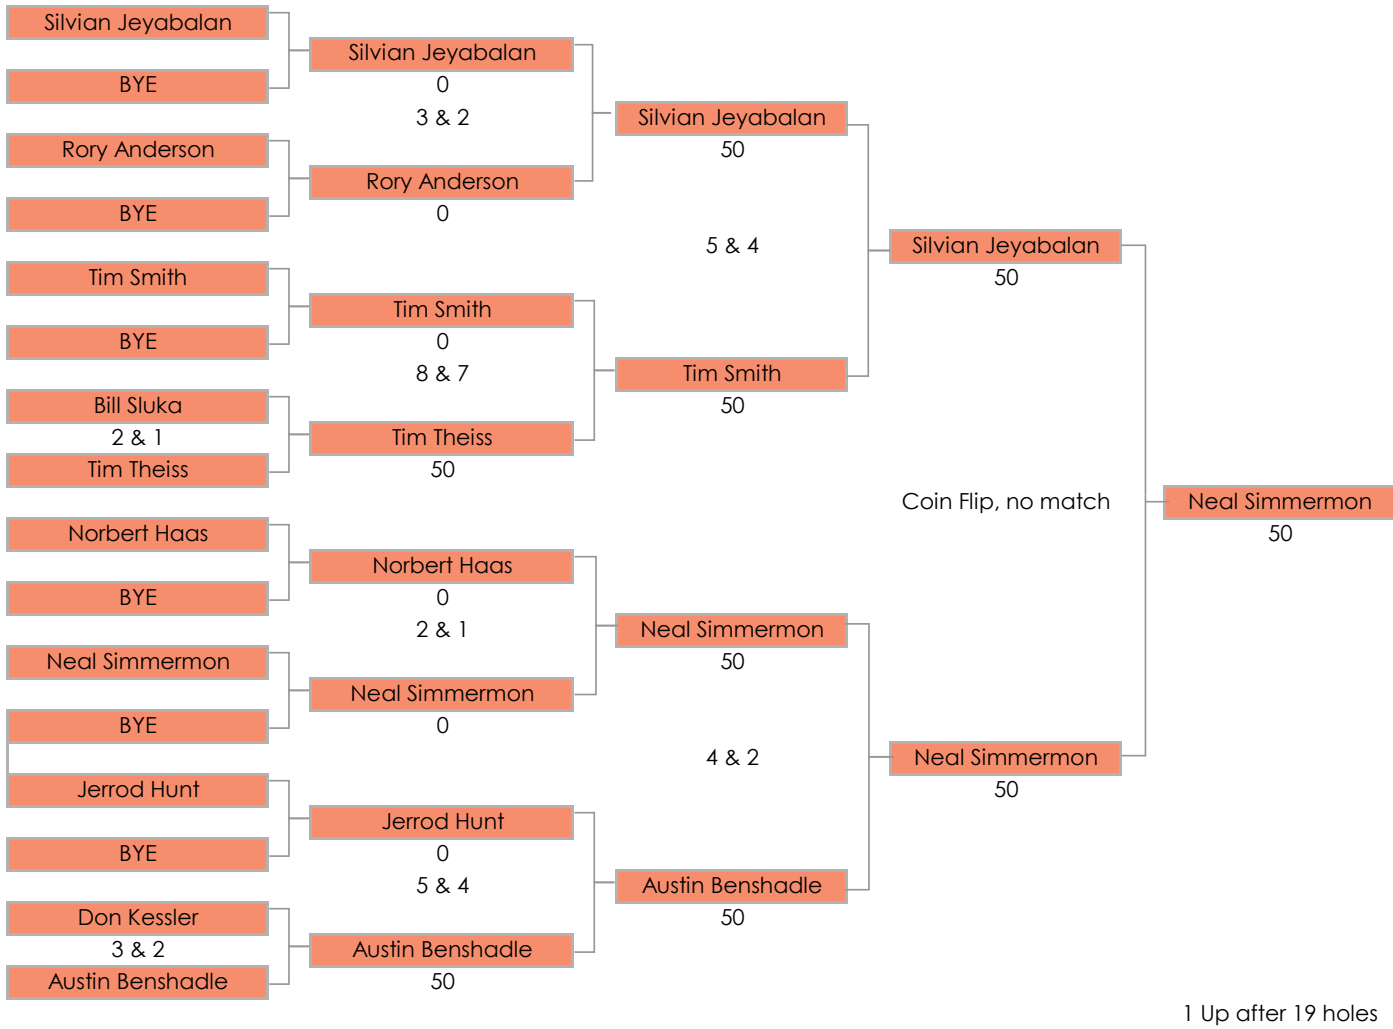 Silvian Jeyabalan
BYE
Rory Anderson
BYE
Tim Smith
BYE
Bill Sluka
2 & 1
Tim Theiss
Norbert Haas
BYE
Neal Simmermon
BYE
Jerrod Hunt
BYE
Don Kessler
3 & 2
Austin Benshadle
Silvian Jeyabalan
0
3 & 2
Rory Anderson
0
Tim Smith
0
8 & 7
Tim Theiss
50
Norbert Haas
0
2 & 1
Neal Simmermon
0
Jerrod Hunt
0
5 & 4
Austin Benshadle
50
Silvian Jeyabalan
50
5 & 4
Tim Smith
50
Neal Simmermon
50
4 & 2
Austin Benshadle
50
Silvian Jeyabalan
50
Coin Flip, no match
Neal Simmermon
50
Neal Simmermon
50
1 Up after 19 holes